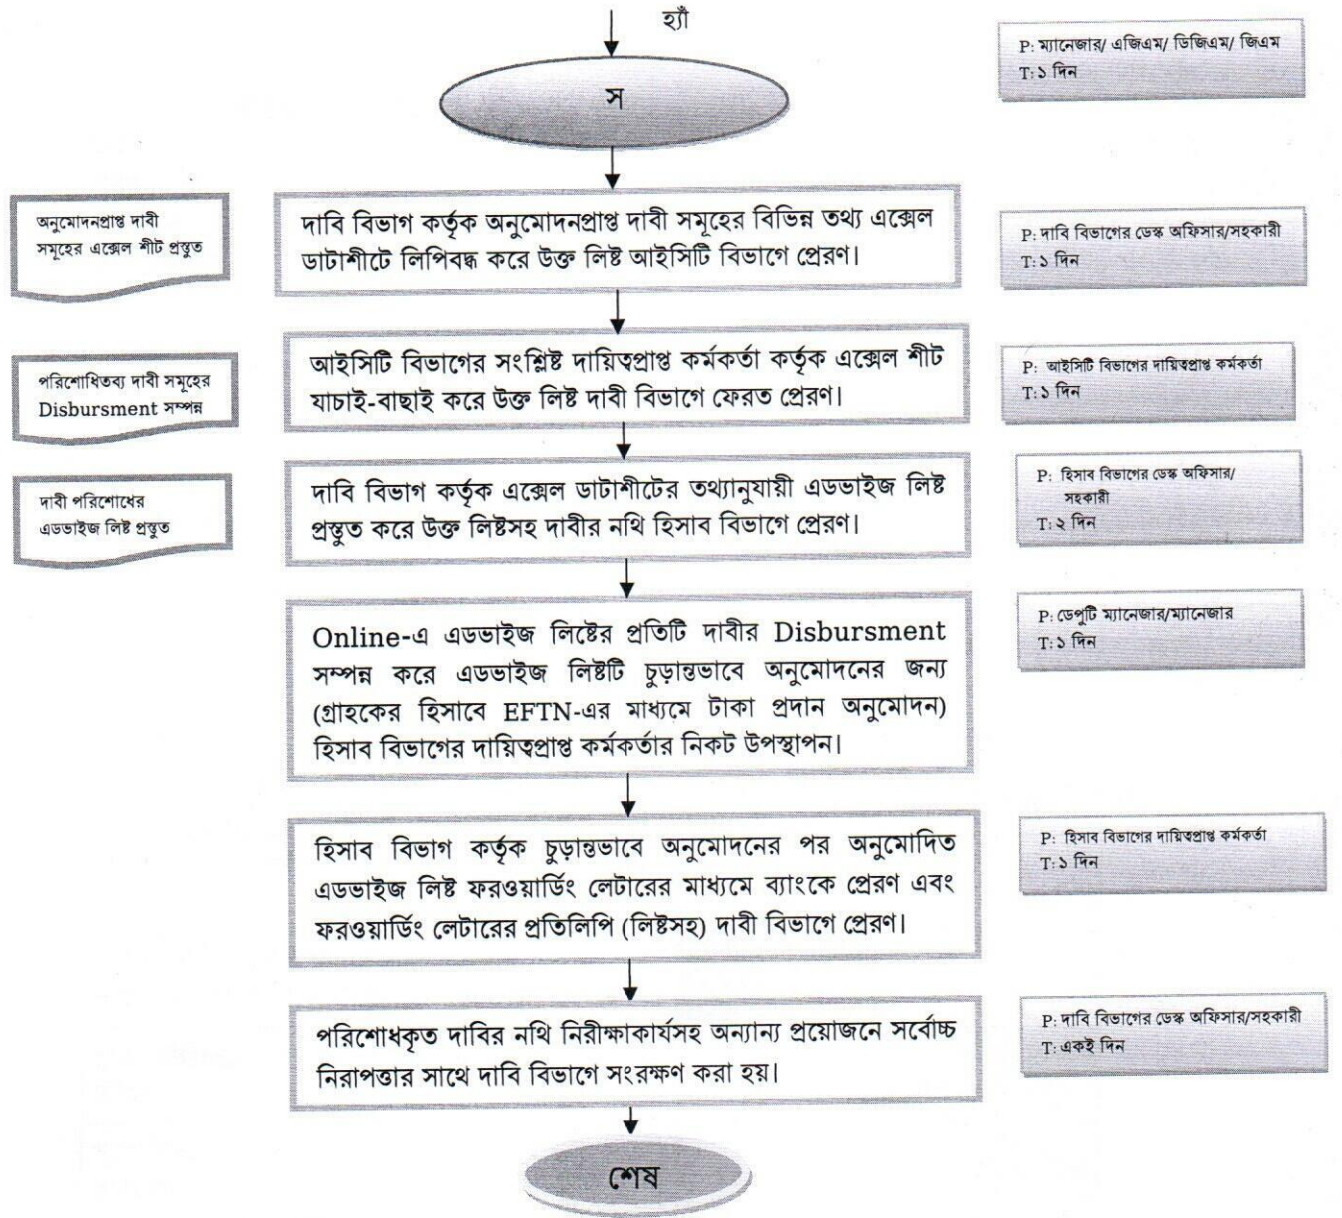 হ্যাঁ
P: ম্যানেজার/ এজিএম/ ডিজিএম/ জিএম
T: ১ দিন
স
অনুমোদনপ্রাপ্ত দাবী
সমূহের এক্সেল শীট প্রস্তুত
দাবি বিভাগ কর্তৃক অনুমোদনপ্রাপ্ত দাবী সমূহের বিভিন্ন তথ্য এক্সেল
ডাটাশীটে লিপিবদ্ধ করে উক্ত লিষ্ট আইসিটি বিভাগে প্রেরণ।
P: দাবি বিভাগের ডেস্ক অফিসার/সহকারী
T: ১ দিন
পরিশোধিতব্য দাবী সমূহের
Disbursment সম্পন্ন
আইসিটি বিভাগের সংশ্লিষ্ট দায়িত্বপ্রাপ্ত কর্মকর্তা কর্তৃক এক্সেল শীট
যাচাই-বাছাই করে উক্ত লিষ্ট দাবী বিভাগে ফেরত প্রেরণ।
P: আইসিটি বিভাগের দায়িত্বপ্রাপ্ত কর্মকর্তা
T: ১ দিন
দাবী পরিশোধের
এডভাইজ লিষ্ট প্রস্তুত
দাবি বিভাগ কর্তৃক এক্সেল ডাটাশীটের তথ্যানুযায়ী এডভাইজ লিষ্ট
প্রস্তুত করে উক্ত লিষ্টসহ দাবীর নথি হিসাব বিভাগে প্রেরণ।
P: হিসাব বিভাগের ডেস্ক অফিসার/
সহকারী
T: ২ দিন
Online-এ এডভাইজ লিষ্টের প্রতিটি দাবীর Disbursment
সম্পন্ন করে এডভাইজ লিষ্টটি চুড়ান্তভাবে অনুমোদনের জন্য
(গ্রাহকের হিসাবে EFTN-এর মাধ্যমে টাকা প্রদান অনুমোদন)
হিসাব বিভাগের দায়িত্বপ্রাপ্ত কর্মকর্তার নিকট উপস্থাপন।
P: ডেপুটি ম্যানেজার/ম্যানেজার
T: ১ দিন
হিসাব বিভাগ কর্তৃক চুড়ান্তভাবে অনুমোদনের পর অনুমোদিত
এডভাইজ লিষ্ট ফরওয়ার্ডিং লেটারের মাধ্যমে ব্যাংকে প্রেরণ এবং
ফরওয়ার্ডিং লেটারের প্রতিলিপি (লিষ্টসহ) দাবী বিভাগে প্রেরণ।
P: হিসাব বিভাগের দায়িত্বপ্রাপ্ত কর্মকর্তা
T: ১ দিন
পরিশোধকৃত দাবির নথি নিরীক্ষাকার্যসহ অন্যান্য প্রয়োজনে সর্বোচ্চ
নিরাপত্তার সাথে দাবি বিভাগে সংরক্ষণ করা হয়।
P: দাবি বিভাগের ডেস্ক অফিসার/সহকারী
T: একই দিন
শেষ